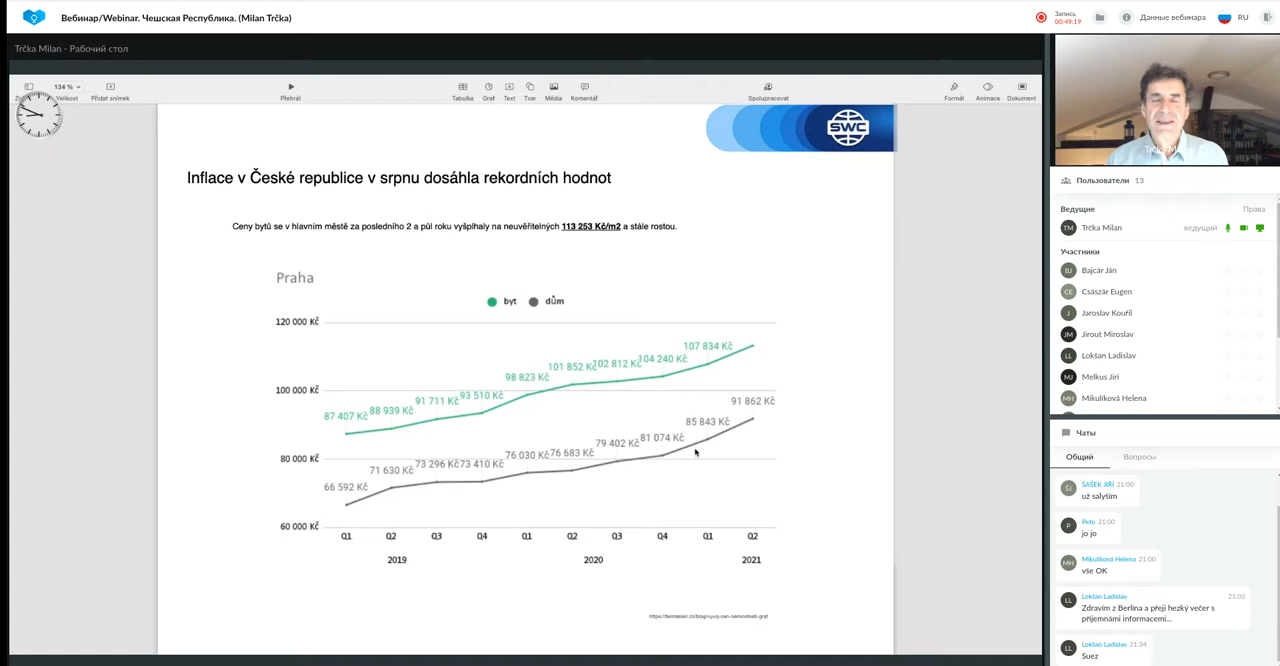 Вебинар/Webinar. Чешская Республика. (Milan Trčka)
Запись
00:49:19
Данные вебинара
RU
Trčka Milan - Рабочий стол
134 %
Velikost
Přidat snímek
Přehrát
Tabulka
Graf
Text
Tvar
Média
Komentář
Spolupracovat
Formát
Animace
Dokument
SWC
Inflace v České republice v srpnu dosáhla rekordních hodnot
Ceny bytů se v hlavním městě za posledního 2 a půl roku vyšplhaly na neuvěřitelných 113 253 Kč/m2 a stále rostou.
Praha
byt
dům
120 000 Kč
100 000 Kč
80 000 Kč
60 000 Kč
87 407 Kč
88 939 Kč
91 711 Kč
93 510 Kč
98 823 Kč
101 852 Kč
102 812 Kč
104 240 Kč
107 834 Kč
66 592 Kč
71 630 Kč
73 296 Kč
73 410 Kč
76 030 Kč
76 683 Kč
79 402 Kč
81 074 Kč
85 843 Kč
91 862 Kč
Q1 Q2 Q3 Q4 Q1 Q2 Q3 Q4 Q1 Q2
2019 2020 2021
Пользователи 13
Ведущие
Права
TM Trčka Milan ведущий
Участники
BJ Bajcár Ján
CE Császár Eugen
J Jaroslav Kouřil
JM Jirout Miroslav
LL Lokšan Ladislav
MJ Melkus Jiri
MH Mikulíková Helena
Чаты
Общий
Вопросы
ŠJ ŠAŠEK JIŘÍ 21:00
už salyším
P Peto 21:00
jo jo
MH Mikulíková Helena 21:00
vše OK
LL Lokšan Ladislav 21:03
Zdravím z Berlína a přeji hezký večer s
příjemnámi informacemi...
LL Lokšan Ladislav 21:34
Suez